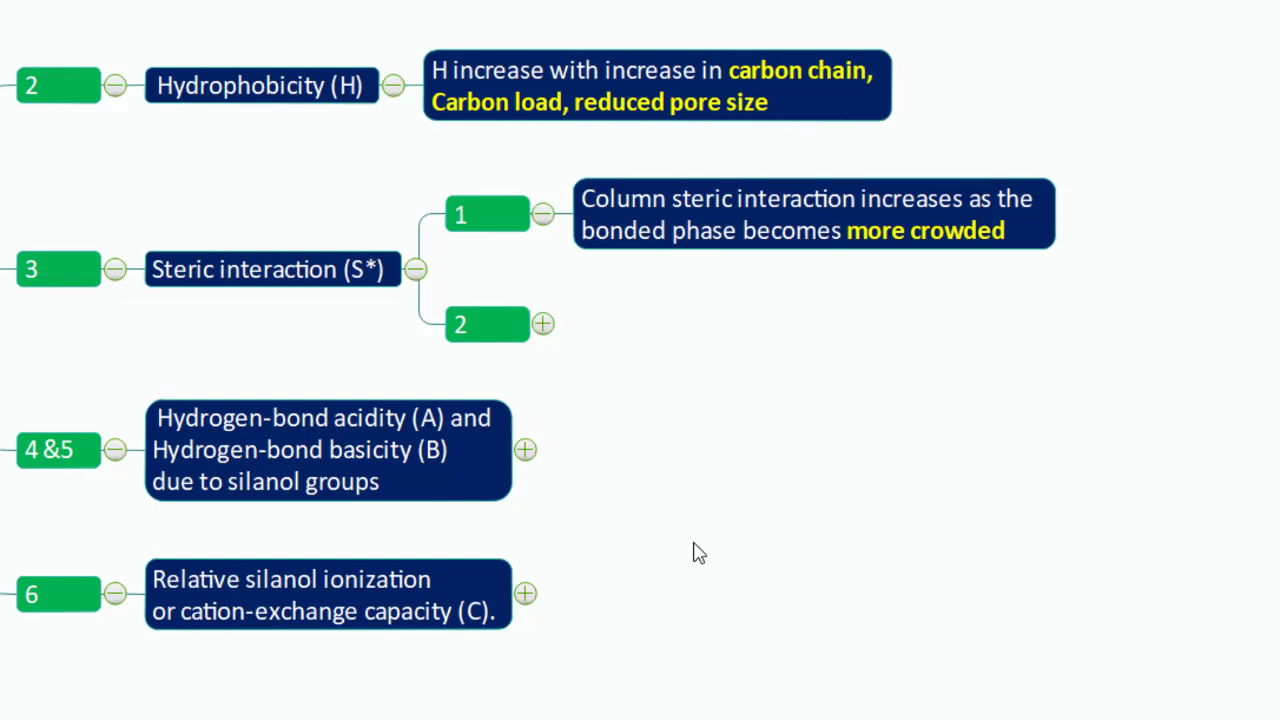 2
Hydrophobicity (H)
H increase with increase in carbon chain,
Carbon load, reduced pore size
3
Steric interaction (S*)
1
Column steric interaction increases as the
bonded phase becomes more crowded
2
4 &5
Hydrogen-bond acidity (A) and
Hydrogen-bond basicity (B)
due to silanol groups
6
Relative silanol ionization
or cation-exchange capacity (C).